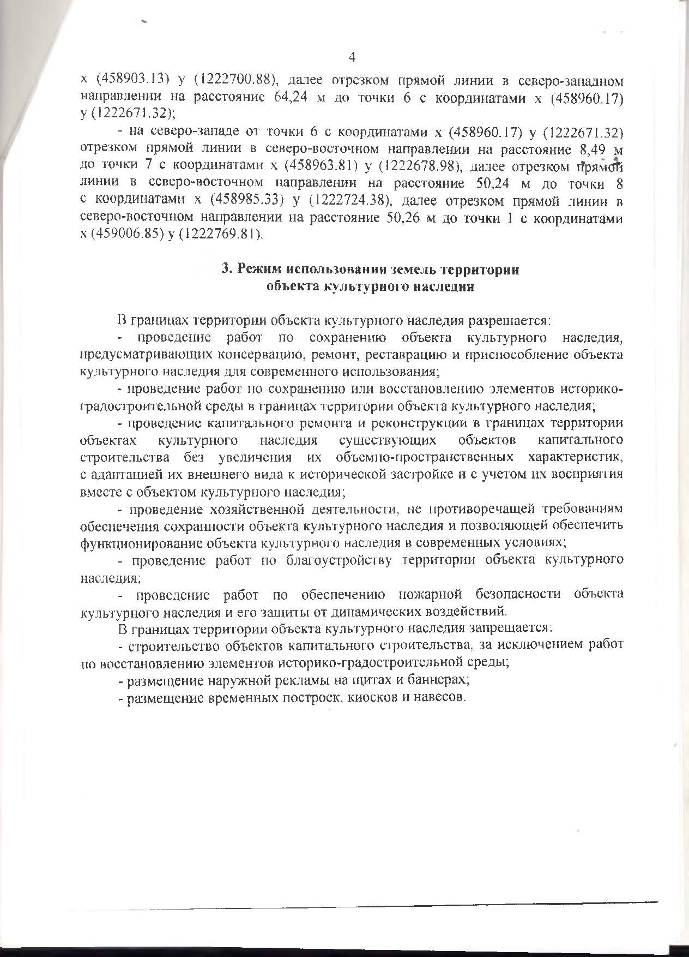 4
х (458903.13) у (1222700.88), далее отрезком прямой линии в северо-западном
направлении на расстояние 64,24 м до точки 6 с координатами х (458960.17)
у (1222671.32);
- на северо-западе от точки 6 с координатами х (458960.17) у (1222671.32)
отрезком прямой линии в северо-восточном направлении на расстояние 8,49 м
до точки 7 с координатами х (458963.81) у (1222678.98), далее отрезком прямой
линии в северо-восточном направлении на расстояние 50,24 м до точки 8
с координатами х (458985.33) у (1222724.38), далее отрезком прямой линии в
северо-восточном направлении на расстояние 50,26 м до точки 1 с координатами
х (459006.85) у (1222769.81).
3. Режим использования земель территории
объекта культурного наследия
В границах территории объекта культурного наследия разрешается:
- проведение работ по сохранению объекта культурного наследия,
предусматривающих консервацию, ремонт, реставрацию и приспособление объекта
культурного наследия для современного использования;
- проведение работ по сохранению или восстановлению элементов историко-
градостроительной среды в границах территории объекта культурного наследия;
- проведение капитального ремонта и реконструкции в границах территории
объектах культурного наследия существующих объектов капитального
строительства без увеличения их объемно-пространственных характеристик,
с адаптацией их внешнего вида к исторической застройке и с учетом их восприятия
вместе с объектом культурного наследия;
- проведение хозяйственной деятельности, не противоречащей требованиям
обеспечения сохранности объекта культурного наследия и позволяющей обеспечить
функционирование объекта культурного наследия в современных условиях;
- проведение работ по благоустройству территории объекта культурного
наследия;
- проведение работ по обеспечению пожарной безопасности объекта
культурного наследия и его защиты от динамических воздействий.
В границах территории объекта культурного наследия запрещается:
- строительство объектов капитального строительства, за исключением работ
по восстановлению элементов историко-градостроительной среды;
- размещение наружной рекламы на щитах и баннерах;
- размещение временных построек, киосков и навесов.